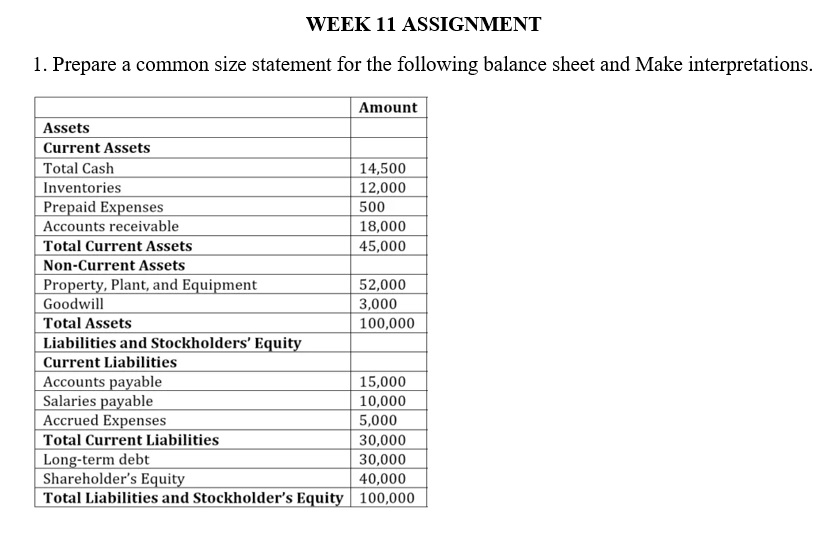 WEEK 11 ASSIGNMENT
1. Prepare a common size statement for the following balance sheet and Make interpretations.
Amount
Assets
Current Assets
Total Cash 14,500
Inventories 12,000
Prepaid Expenses 500
Accounts receivable 18,000
Total Current Assets 45,000
Non-Current Assets
Property, Plant, and Equipment 52,000
Goodwill 3,000
Total Assets 100,000
Liabilities and Stockholders' Equity
Current Liabilities
Accounts payable 15,000
Salaries payable 10,000
Accrued Expenses 5,000
Total Current Liabilities 30,000
Long-term debt 30,000
Shareholder's Equity 40,000
Total Liabilities and Stockholder's Equity 100,000